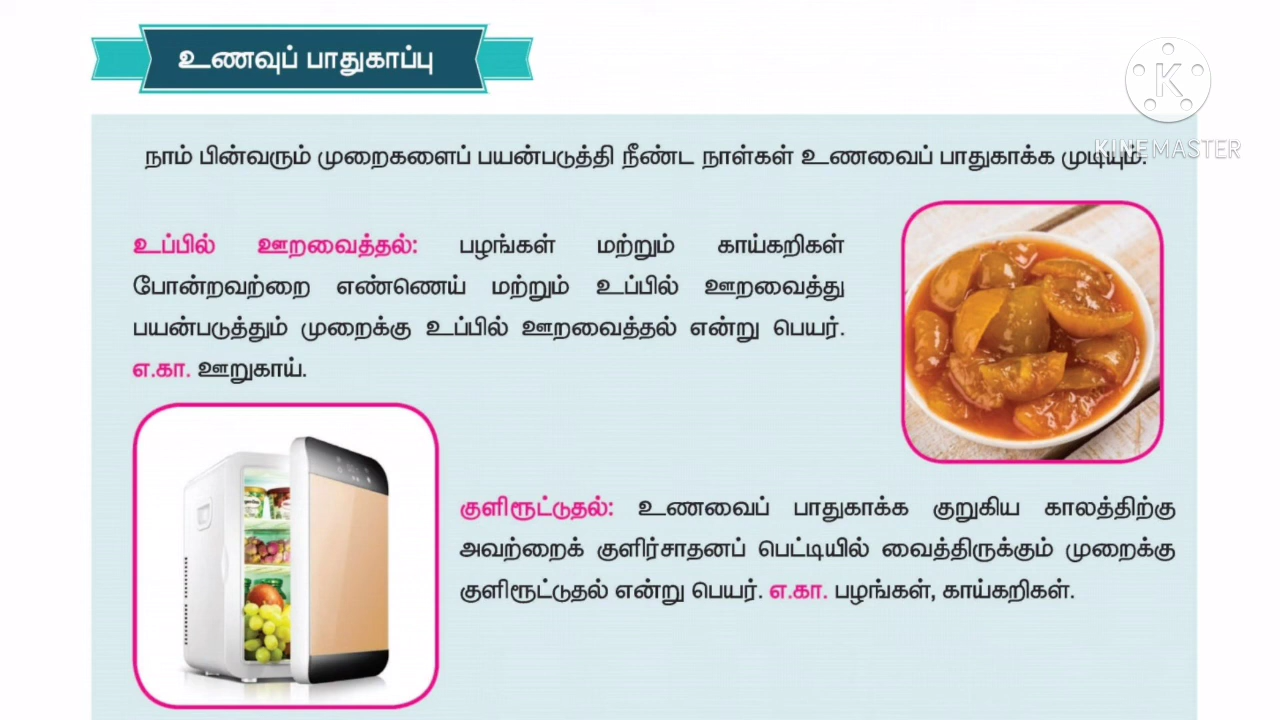 உணவுப் பாதுகாப்பு
K
KINEMASTER
நாம் பின்வரும் முறைகளைப் பயன்படுத்தி நீண்ட நாள்கள் உணவைப் பாதுகாக்க முடியும்.
உப்பில் ஊறவைத்தல்: பழங்கள் மற்றும் காய்கறிகள்
போன்றவற்றை எண்ணெய் மற்றும் உப்பில் ஊறவைத்து
பயன்படுத்தும் முறைக்கு உப்பில் ஊறவைத்தல் என்று பெயர்.
எ.கா. ஊறுகாய்.
குளிரூட்டுதல்: உணவைப் பாதுகாக்க குறுகிய காலத்திற்கு
அவற்றைக் குளிர்சாதனப் பெட்டியில் வைத்திருக்கும் முறைக்கு
குளிரூட்டுதல் என்று பெயர். எ.கா. பழங்கள், காய்கறிகள்.